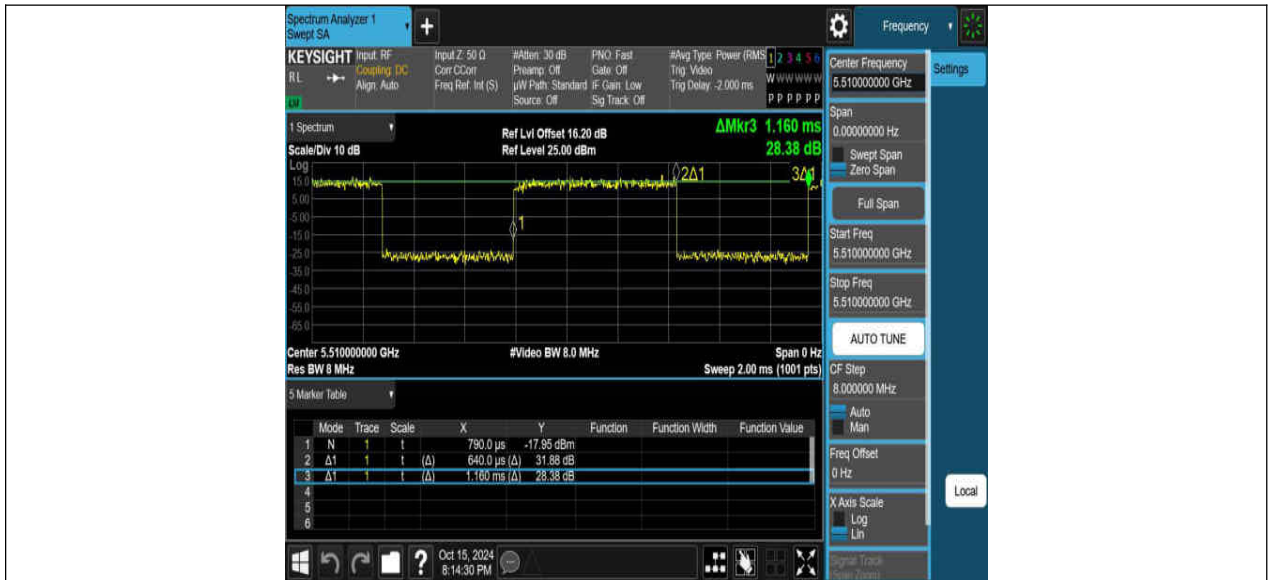 Spectrum Analyzer 1
Swept SA
+
Frequency
KEYSIGHT Input: RF Input Z: 50 Ω #Atten: 30 dB PNO: Fast #Avg Type: Power (RMS 1 2 3 4 5 6
RL Coupling: DC Corr CCorr Preamp: Off Gate: Off Trig: Video W W W W W W
Align: Auto Freq Ref: Int (S) µW Path: Standard IF Gain: Low Trig Delay: -2.000 ms
Source: Off Sig Track: Off P P P P P P
1 Spectrum
Scale/Div 10 dB
Ref Lvl Offset 16.20 dB
Ref Level 25.00 dBm
ΔMkr3 1.160 ms
28.38 dB
Log
15.0
5.00
-5.00
-15.0
-25.0
-35.0
-45.0
-55.0
-65.0
1
2Δ1
3Δ1
Center 5.510000000 GHz #Video BW 8.0 MHz Span 0 Hz
Res BW 8 MHz Sweep 2.00 ms (1001 pts)
5 Marker Table
Mode Trace Scale X Y Function Function Width Function Value
1 N 1 t 790.0 µs -17.95 dBm
2 Δ1 1 t (Δ) 640.0 µs (Δ) 31.88 dB
3 Δ1 1 t (Δ) 1.160 ms (Δ) 28.38 dB
4
5
6
?
Oct 15, 2024
8:14:30 PM
Center Frequency
5.510000000 GHz
Span
0.00000000 Hz
Swept Span
Zero Span
Full Span
Start Freq
5.510000000 GHz
Stop Freq
5.510000000 GHz
AUTO TUNE
CF Step
8.000000 MHz
Auto
Man
Freq Offset
0 Hz
X Axis Scale
Log
Lin
Signal Track
(Span Zoom)
Settings
Local